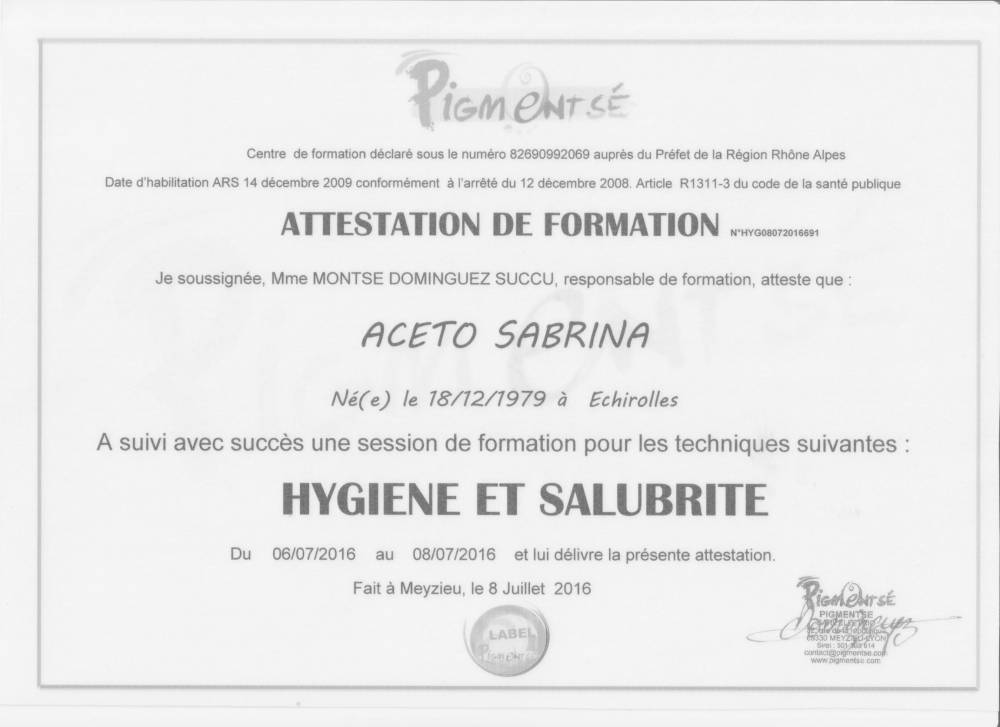 PIGMENTSÉ
Centre de formation déclaré sous le numéro 82690992069 auprès du Préfet de la Région Rhône Alpes
Date d'habilitation ARS 14 décembre 2009 conformément à l'arrêté du 12 décembre 2008. Article R1311-3 du code de la santé publique
ATTESTATION DE FORMATION N°HYG08072016691
Je soussignée, Mme MONTSE DOMINGUEZ SUCCU, responsable de formation, atteste que :
ACETO SABRINA
Né(e) le 18/12/1979 à Echirolles
A suivi avec succès une session de formation pour les techniques suivantes :
HYGIENE ET SALUBRITE
Du 06/07/2016 au 08/07/2016 et lui délivre la présente attestation.
Fait à Meyzieu, le 8 Juillet 2016
LABEL
PIGMENTSÉ
PIGMENTSE
69330 MEYZIEU-LYON
contact@pigmentse.com
www.pigmentse.com